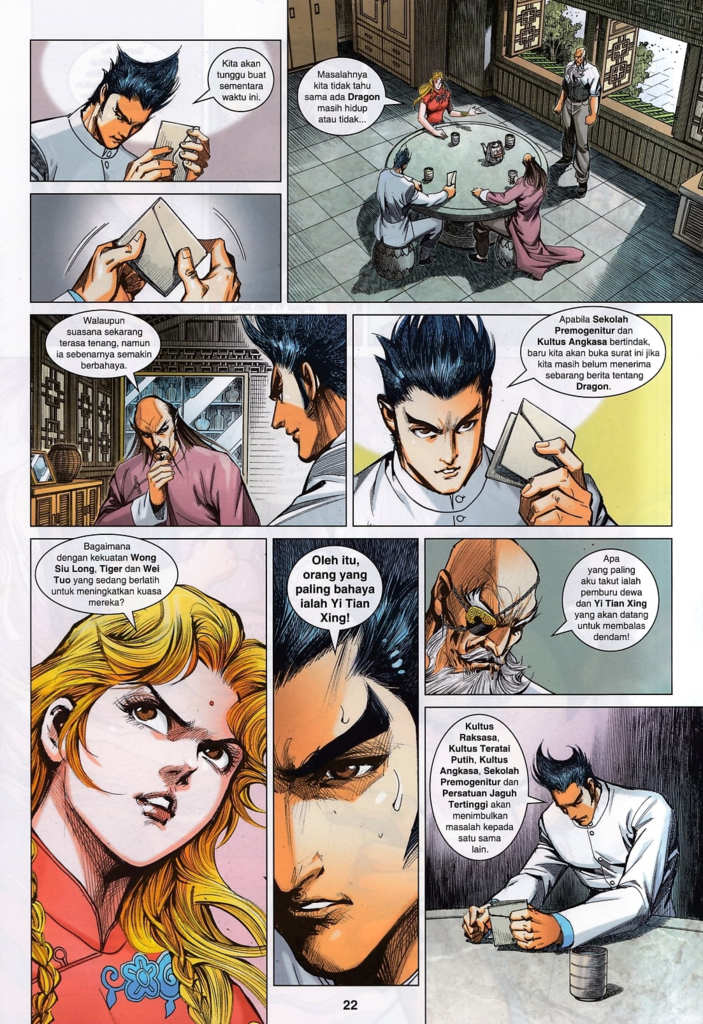 Kita akan
tunggu buat
sementara
waktu ini.
Masalahnya
kita tidak tahu
sama ada Dragon
masih hidup
atau tidak...
Walaupun
suasana sekarang
terasa tenang, namun
ia sebenarnya semakin
berbahaya.
Apabila Sekolah
Premogenitur dan
Kultus Angkasa bertindak,
baru kita akan buka surat ini jika
kita masih belum menerima
sebarang berita tentang
Dragon.
Bagaimana
dengan kekuatan Wong
Siu Long, Tiger dan Wei
Tuo yang sedang berlatih
untuk meningkatkan kuasa
mereka?
Oleh itu,
orang yang
paling bahaya
ialah Yi Tian
Xing!
Apa
yang paling
aku takut ialah
pemburu dewa
dan Yi Tian Xing
yang akan datang
untuk membalas
dendam!
Kultus
Raksasa,
Kultus Teratai
Putih, Kultus
Angkasa, Sekolah
Premogenitur dan
Persatuan Jaguh
Tertinggi akan
menimbulkan
masalah kepada
satu sama
lain.
22